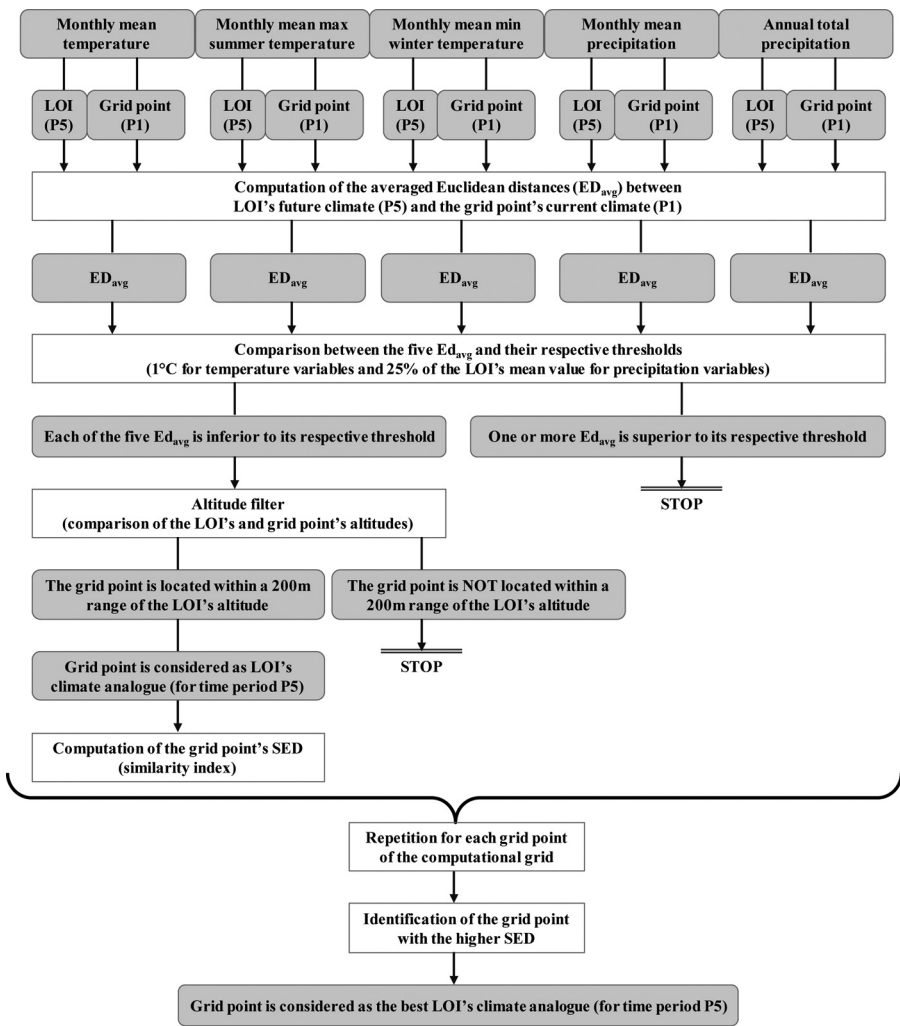 Monthly mean
temperature
Monthly mean max
summer temperature
Monthly mean min
winter temperature
Monthly mean
precipitation
Annual total
precipitation
LOI
(P5)
Grid point
(P1)
LOI
(P5)
Grid point
(P1)
LOI
(P5)
Grid point
(P1)
LOI
(P5)
Grid point
(P1)
LOI
(P5)
Grid point
(P1)
Computation of the averaged Euclidean distances (EDavg) between
LOI's future climate (P5) and the grid point's current climate (P1)
EDavg
EDavg
EDavg
EDavg
EDavg
Comparison between the five Edavg and their respective thresholds
(1°C for temperature variables and 25% of the LOI's mean value for precipitation variables)
Each of the five Edavg is inferior to its respective threshold
One or more Edavg is superior to its respective threshold
STOP
Altitude filter
(comparison of the LOI's and grid point's altitudes)
The grid point is located within a 200m
range of the LOI's altitude
The grid point is NOT located within a
200m range of the LOI's altitude
STOP
Grid point is considered as LOI's
climate analogue (for time period P5)
Computation of the grid point's SED
(similarity index)
Repetition for each grid point
of the computational grid
Identification of the grid point
with the higher SED
Grid point is considered as the best LOI's climate analogue (for time period P5)